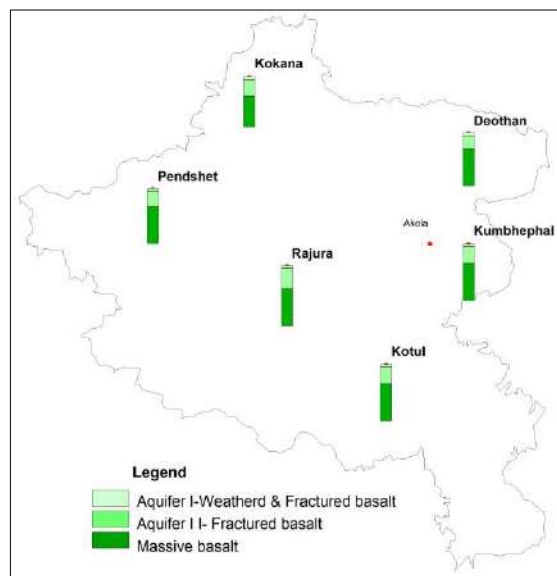 Kokana
Deothan
Pendshet
Akola
Kumbhephal
Rajura
Kotul
Legend
Aquifer I-Weatherd & Fractured basalt
Aquifer I I- Fractured basalt
Massive basalt